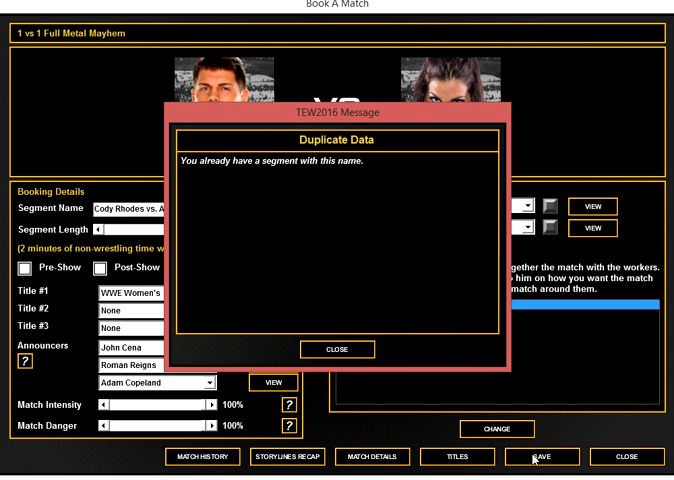 Book A Match
1 vs 1 Full Metal Mayhem
VS
TEW2016 Message
Duplicate Data
You already have a segment with this name.
CLOSE
Booking Details
Segment Name
Cody Rhodes vs. A
VIEW
Segment Length
VIEW
(2 minutes of non-wrestling time w
Pre-Show
Post-Show
gether the match with the workers.
him on how you want the match
match around them.
Title #1
WWE Women's
Title #2
None
Title #3
None
Announcers
John Cena
?
Roman Reigns
Adam Copeland
VIEW
Match Intensity
100%
?
Match Danger
100%
?
CHANGE
MATCH HISTORY
STORYLINES RECAP
MATCH DETAILS
TITLES
SAVE
CLOSE